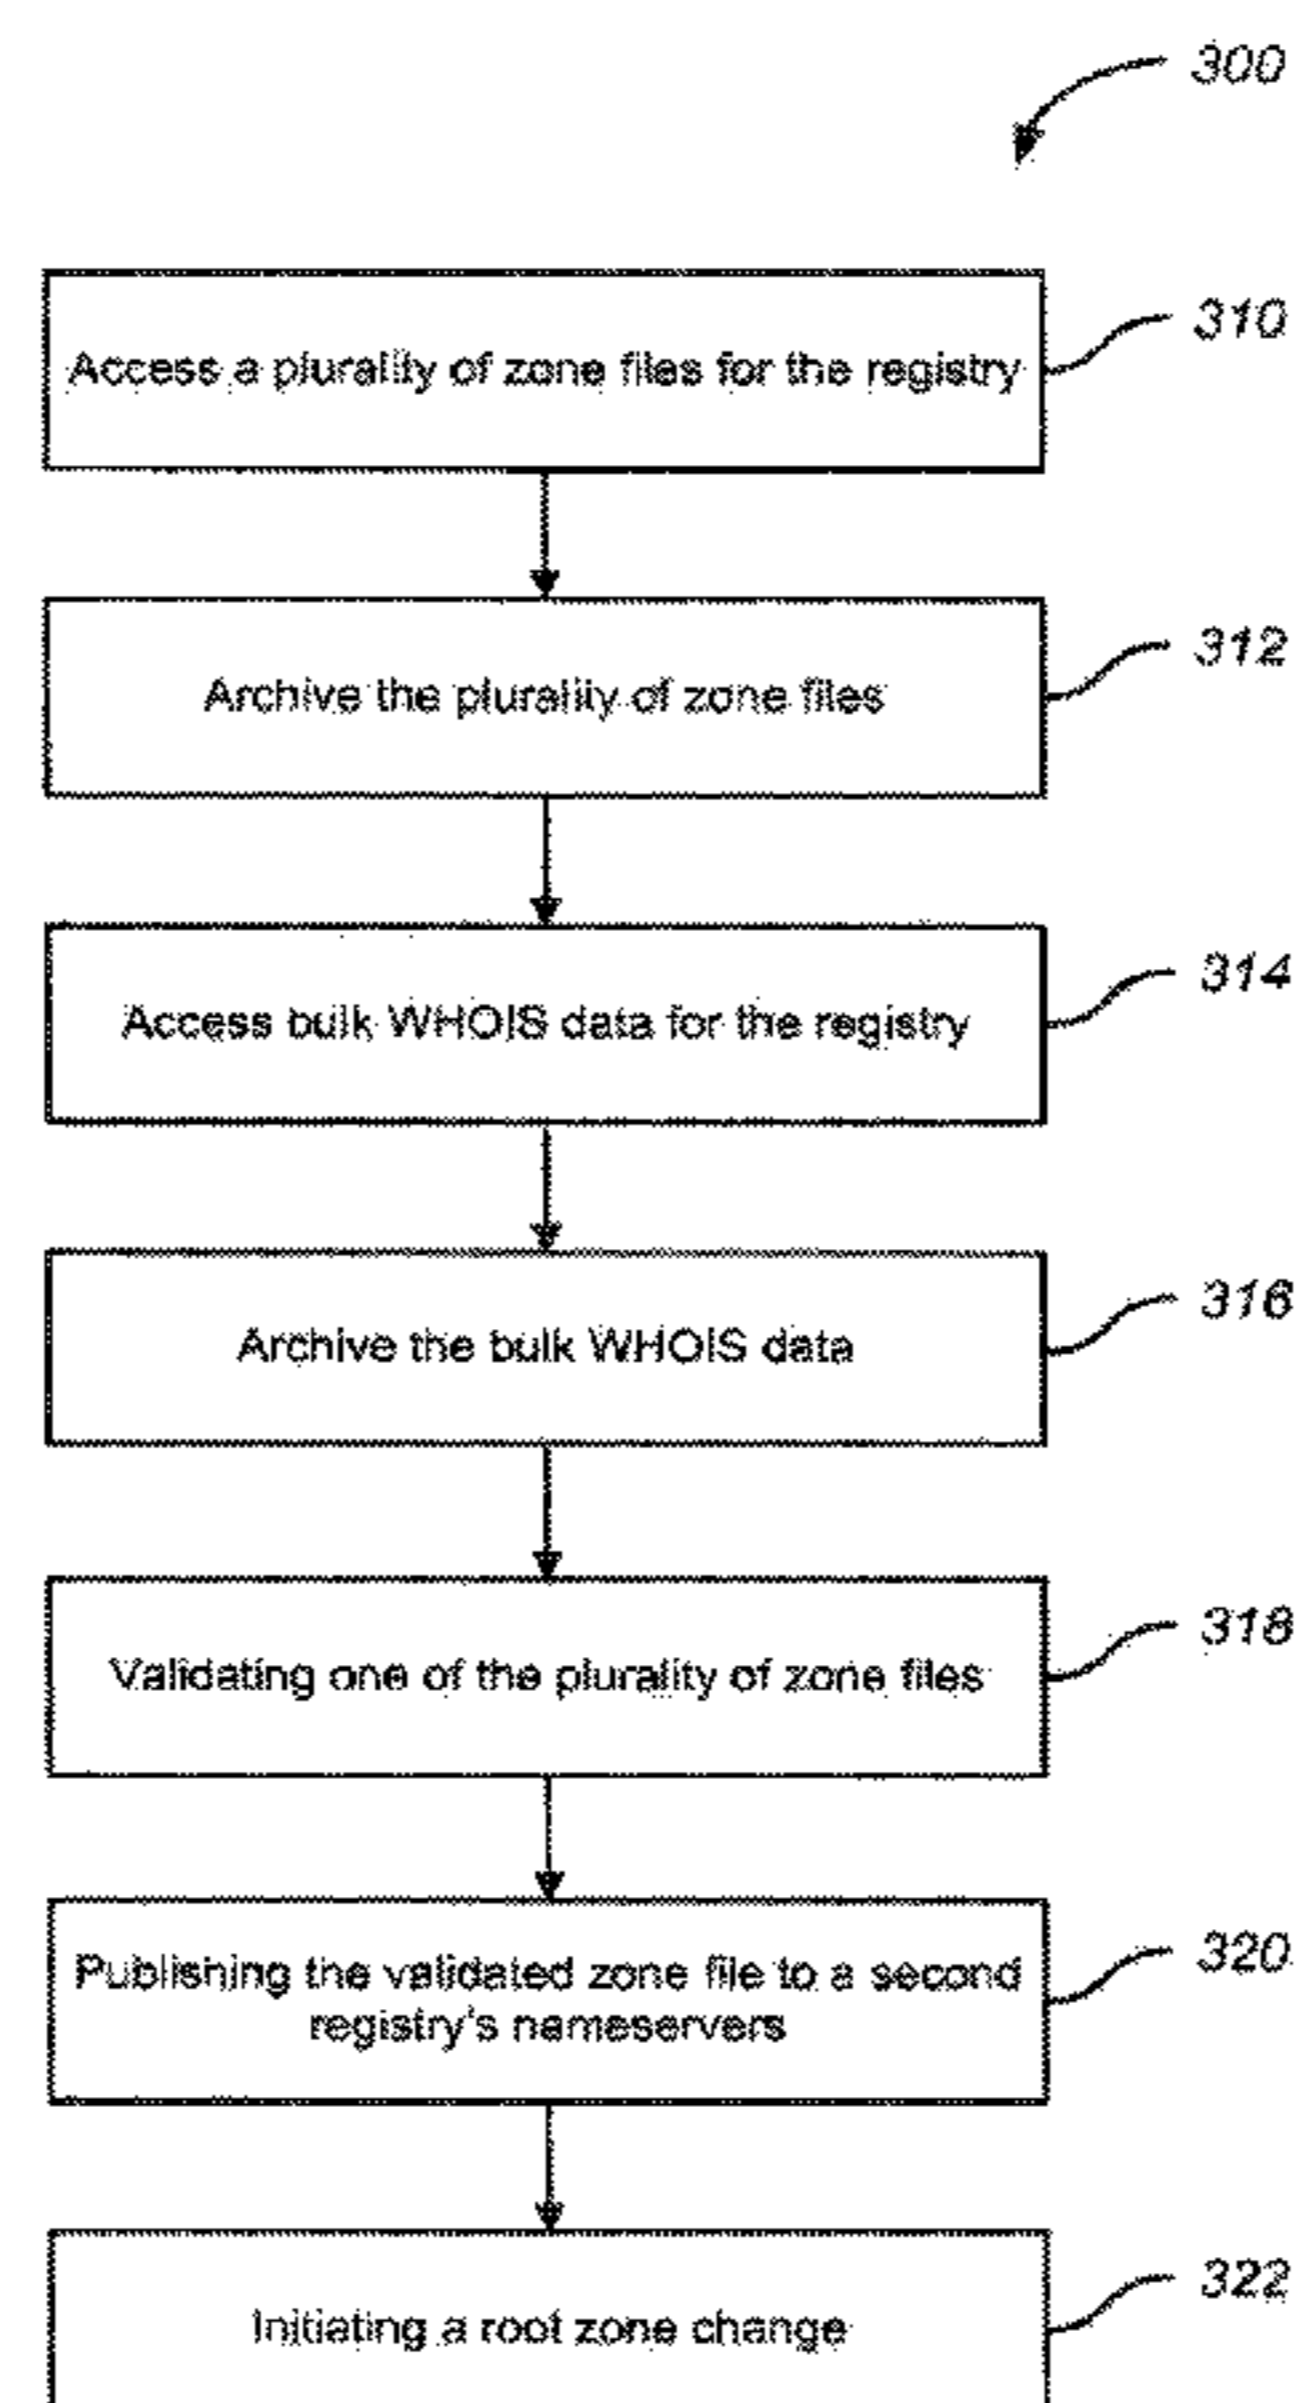 300
Access a plurality of zone files for the registry
310
Archive the plurality of zone files
312
Access bulk WHOIS data for the registry
314
Archive the bulk WHOIS data
316
Validating one of the plurality of zone files
318
Publishing the validated zone file to a second
registry's nameservers
320
Initiating a root zone change
322